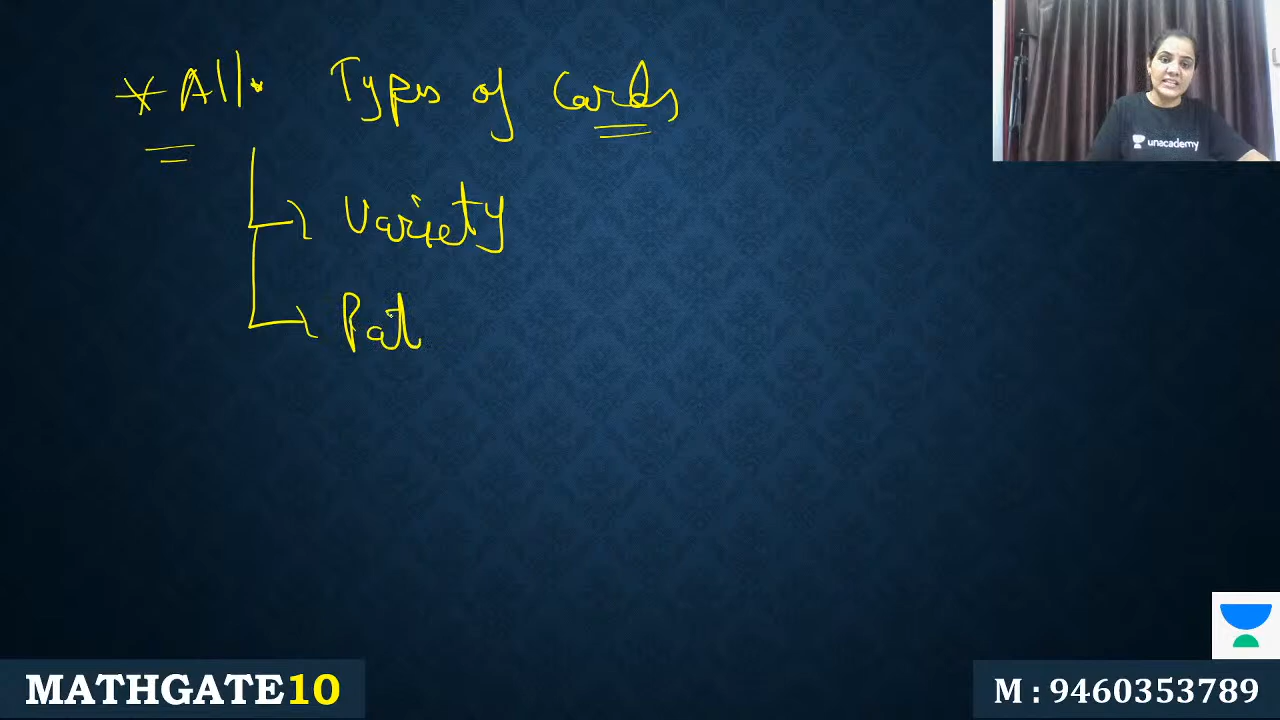 * All. Types of Cards
Variety
Pat
unacademy
MATHGATE10
M : 9460353789